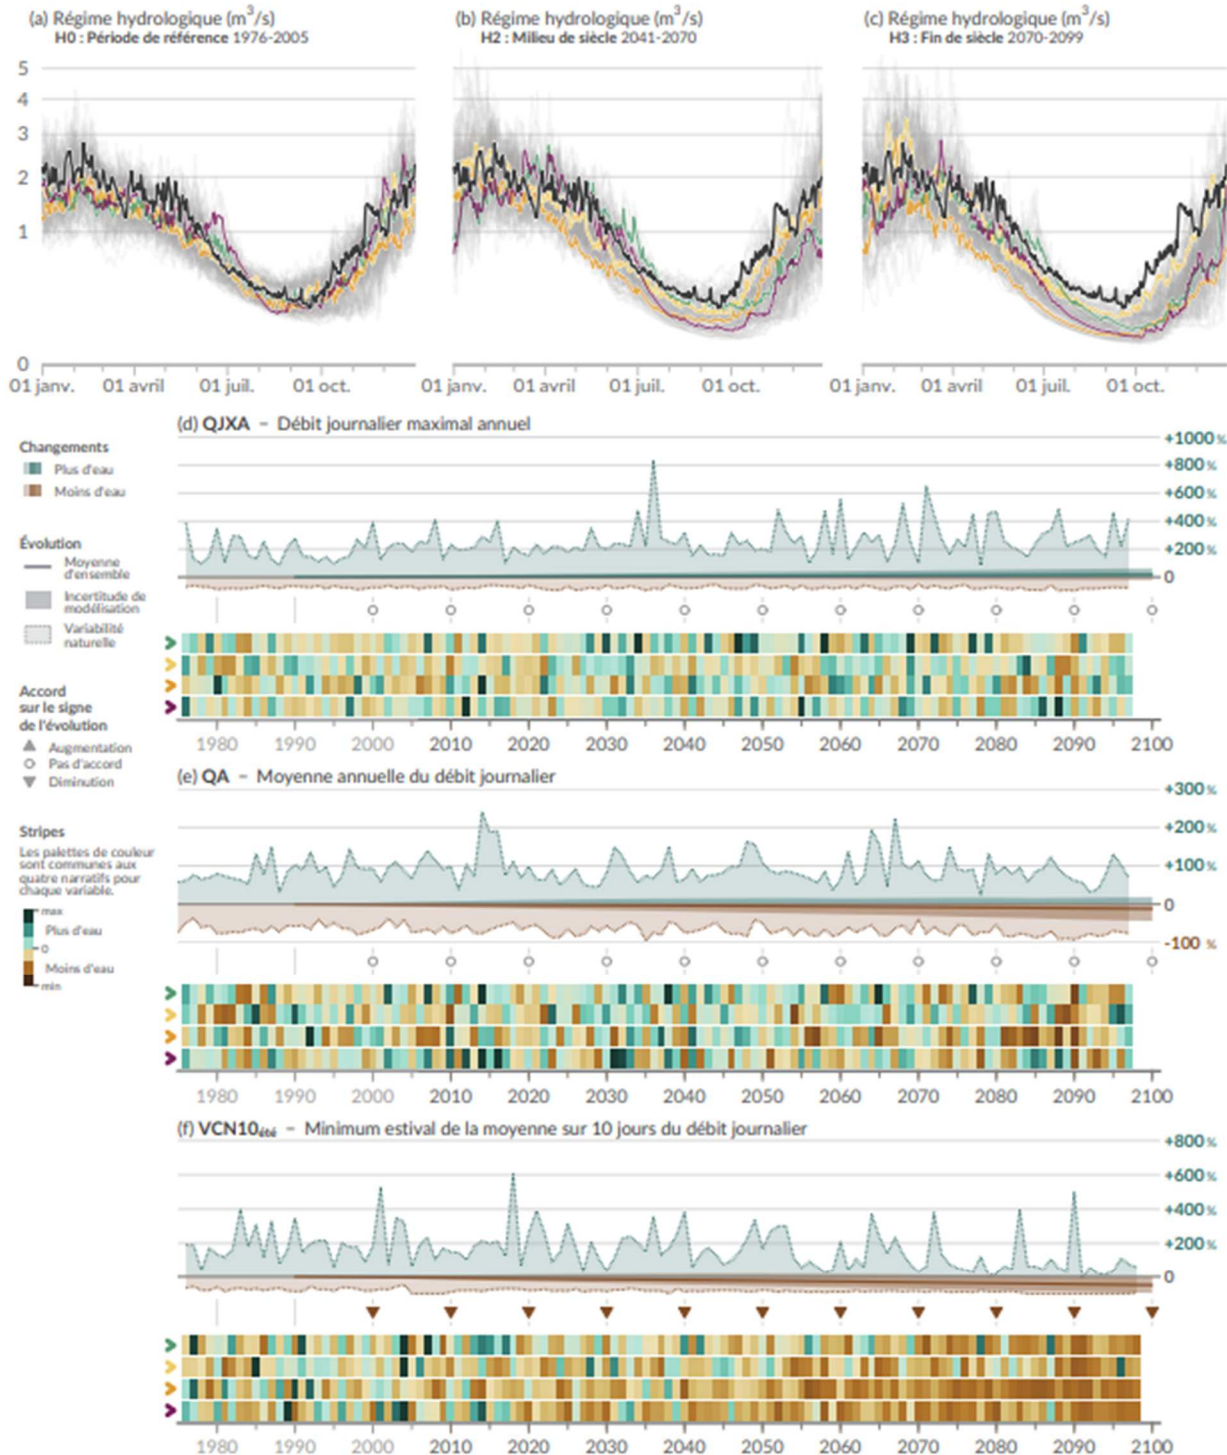 (a) Régime hydrologique (m³/s)
H0 : Période de référence 1976-2005
(b) Régime hydrologique (m³/s)
H2 : Milieu de siècle 2041-2070
(c) Régime hydrologique (m³/s)
H3 : Fin de siècle 2070-2099
5
4
3
2
1
0
01 janv. 01 avril 01 juil. 01 oct.
01 janv. 01 avril 01 juil. 01 oct.
01 janv. 01 avril 01 juil. 01 oct.
Changements
Plus d'eau
Moins d'eau
Évolution
Moyenne
d'ensemble
Incertitude de
modélisation
Variabilité
naturelle
Accord
sur le signe
de l'évolution
Augmentation
Pas d'accord
Diminution
Stripes
Les palettes de couleur
sont communes aux
quatre narratifs pour
chaque variable.
max
Plus d'eau
0
Moins d'eau
min
(d) QJXA – Débit journalier maximal annuel
+1000 %
+800 %
+600 %
+400 %
+200 %
0
1980 1990 2000 2010 2020 2030 2040 2050 2060 2070 2080 2090 2100
(e) QA – Moyenne annuelle du débit journalier
+300 %
+200 %
+100 %
0
-100 %
1980 1990 2000 2010 2020 2030 2040 2050 2060 2070 2080 2090 2100
(f) VCN10été – Minimum estival de la moyenne sur 10 jours du débit journalier
+800 %
+600 %
+400 %
+200 %
0
1980 1990 2000 2010 2020 2030 2040 2050 2060 2070 2080 2090 2100